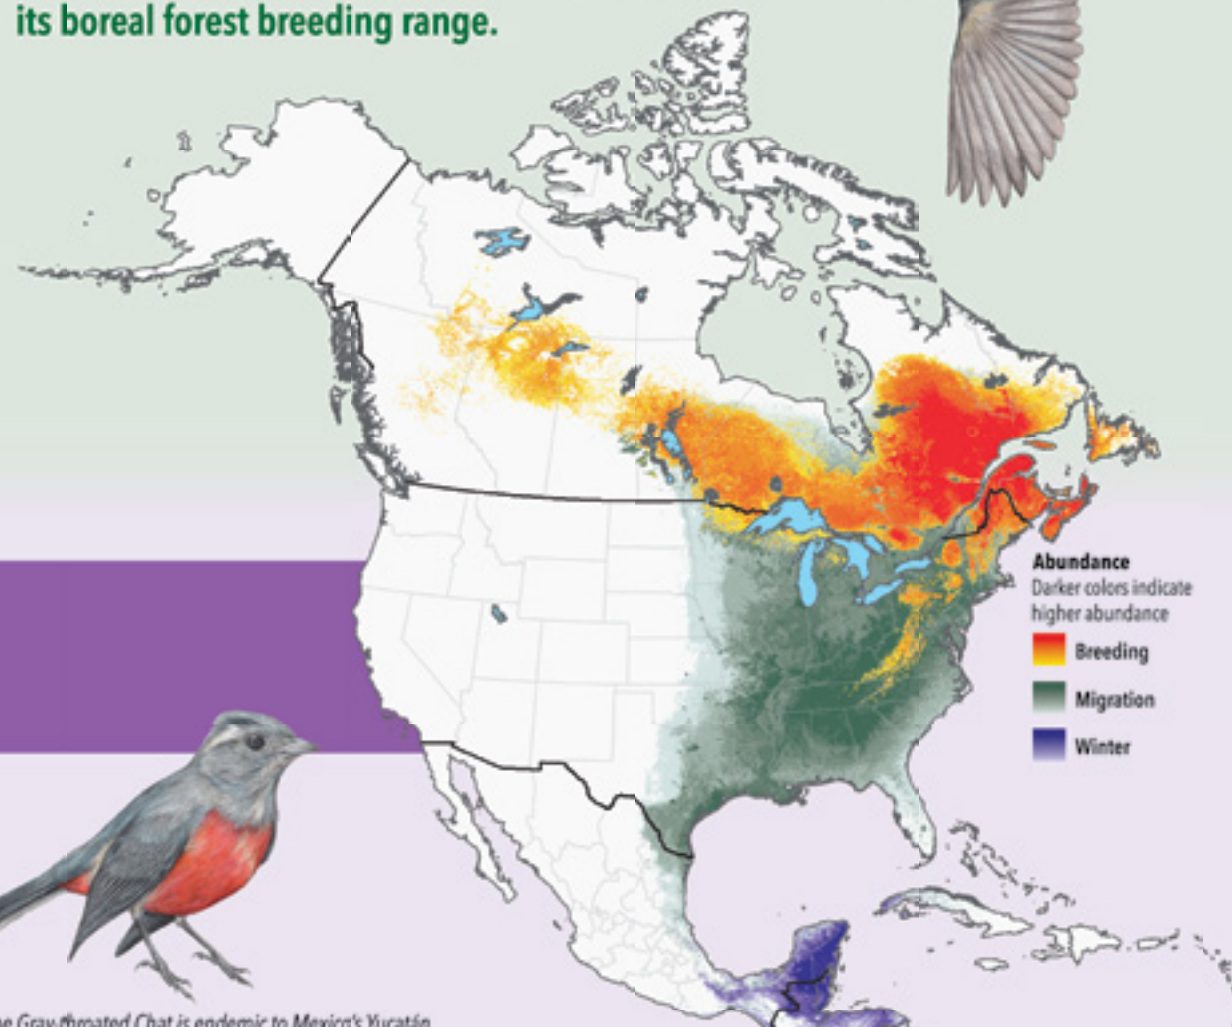 its boreal forest breeding range.
Abundance
Darker colors indicate
higher abundance
Breeding
Migration
Winter
Gray-throated Chat is endemic to Mexico's Yucatán